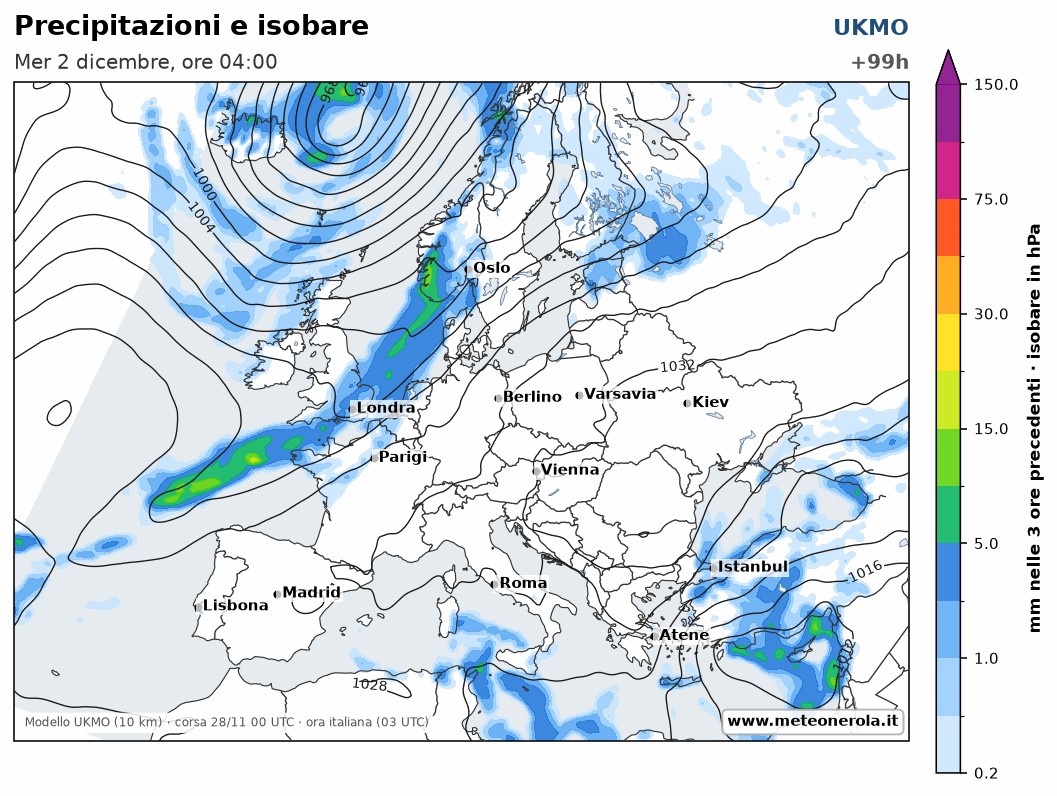 Precipitazioni e isobare
UKMO
Mer 2 dicembre, ore 04:00
+99h
150.0
75.0
30.0
15.0
5.0
1.0
0.2
mm nelle 3 ore precedenti · isobare in hPa
1000
1004
Oslo
1032
Londra
Berlino
Varsavia
Kiev
Parigi
Vienna
Istanbul
1016
Madrid
Roma
Lisbona
Atene
1012
1028
Modello UKMO (10 km) · corsa 28/11 00 UTC · ora italiana (03 UTC)
www.meteonerola.it